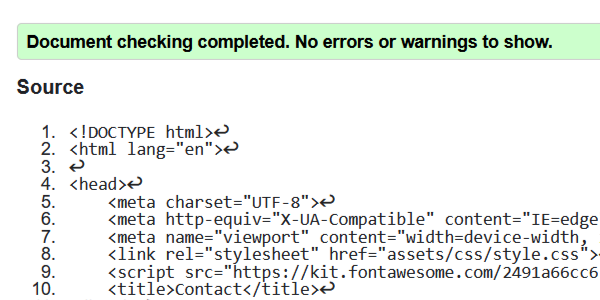 Document checking completed. No errors or warnings to show.
Source
1. <!DOCTYPE html>↩
2. <html lang="en">↩
3. ↩
4. <head>↩
5. <meta charset="UTF-8">↩
6. <meta http-equiv="X-UA-Compatible" content="IE=edge
7. <meta name="viewport" content="width=device-width,
8. <link rel="stylesheet" href="assets/css/style.css">
9. <script src="https://kit.fontawesome.com/2491a66cc6
10. <title>Contact</title>↩